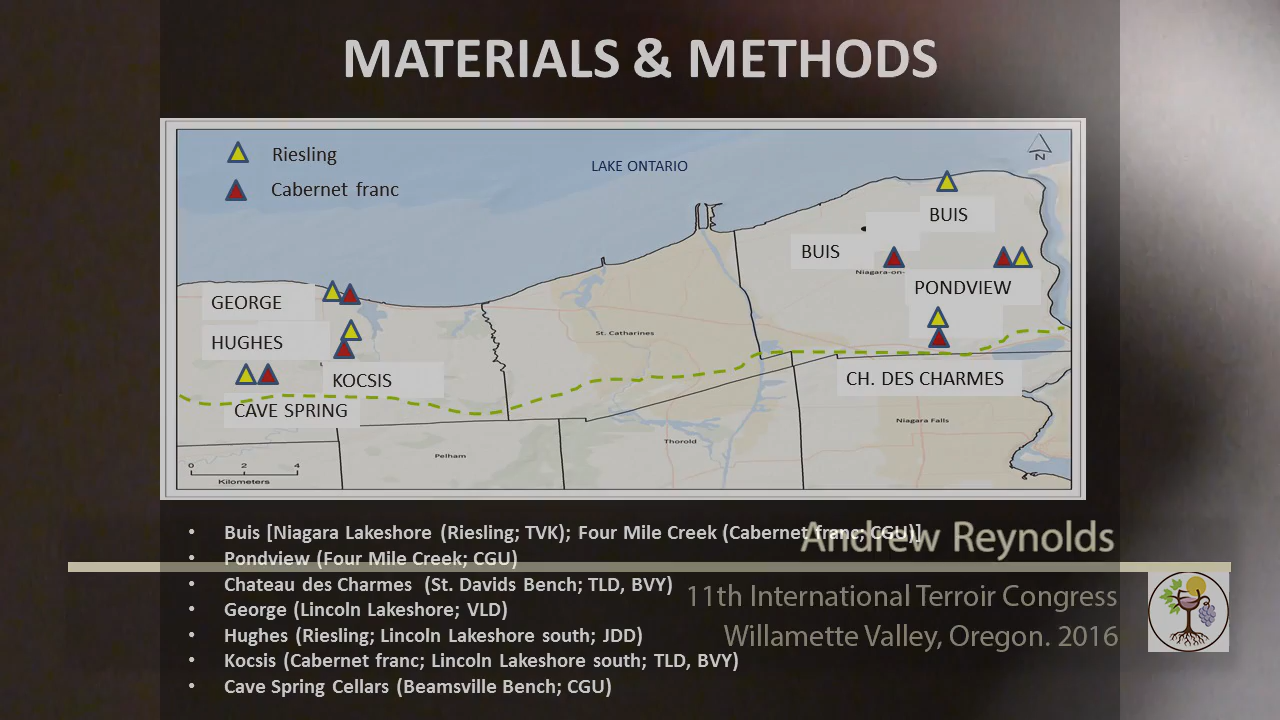 MATERIALS & METHODS
Riesling
Cabernet franc
LAKE ONTARIO
N
BUIS
BUIS
Niagara-on-
PONDVIEW
GEORGE
HUGHES
St. Catharines
KOCSIS
CH. DES CHARMES
CAVE SPRING
Niagara Falls
Thorold
Pelham
0 2 4
Kilometers
• Buis [Niagara Lakeshore (Riesling; TVK); Four Mile Creek (Cabernet franc; CGU)]
• Pondview (Four Mile Creek; CGU)
• Chateau des Charmes (St. Davids Bench; TLD, BVY)
• George (Lincoln Lakeshore; VLD)
• Hughes (Riesling; Lincoln Lakeshore south; JDD)
• Kocsis (Cabernet franc; Lincoln Lakeshore south; TLD, BVY)
• Cave Spring Cellars (Beamsville Bench; CGU)
Andrew Reynolds
11th International Terroir Congress
Willamette Valley, Oregon. 2016